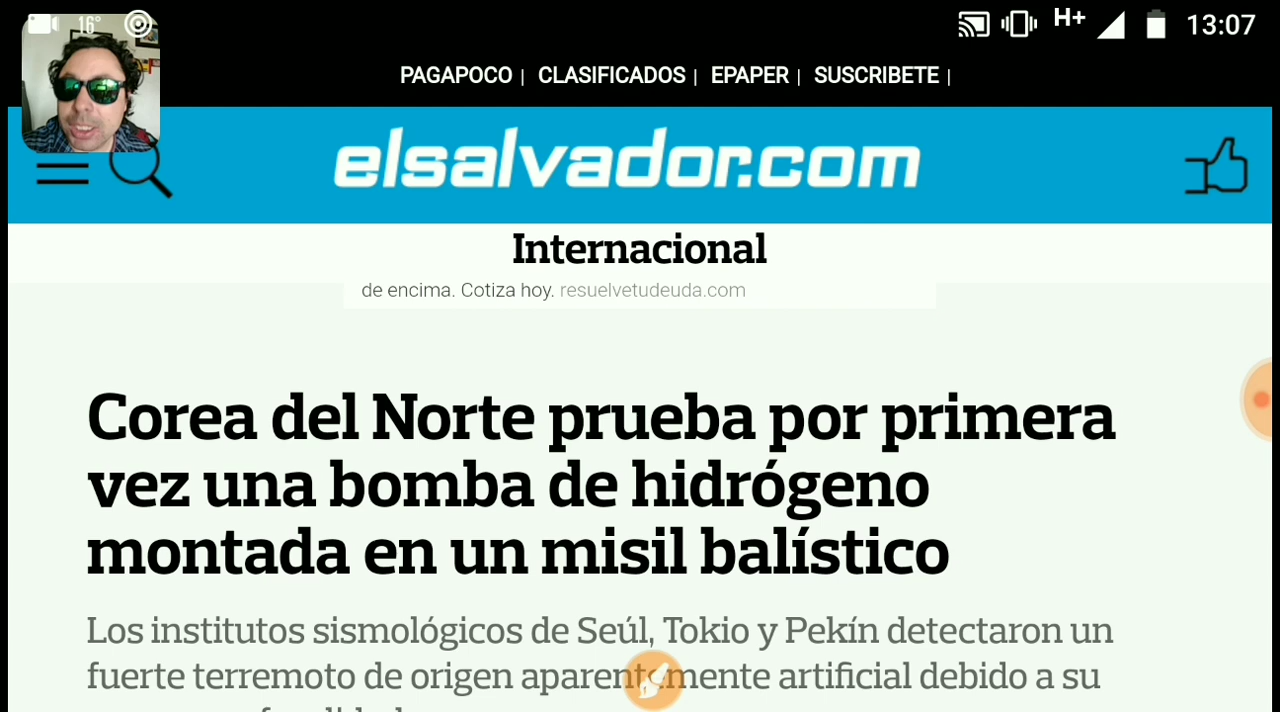 16°
H+
13:07
PAGAPOCO | CLASIFICADOS | EPAPER | SUSCRIBETE |
elsalvador.com
Internacional
de encima. Cotiza hoy. resuelvetudeuda.com
Corea del Norte prueba por primera
vez una bomba de hidrógeno
montada en un misil balístico
Los institutos sismológicos de Seúl, Tokio y Pekín detectaron un
fuerte terremoto de origen aparentemente artificial debido a su